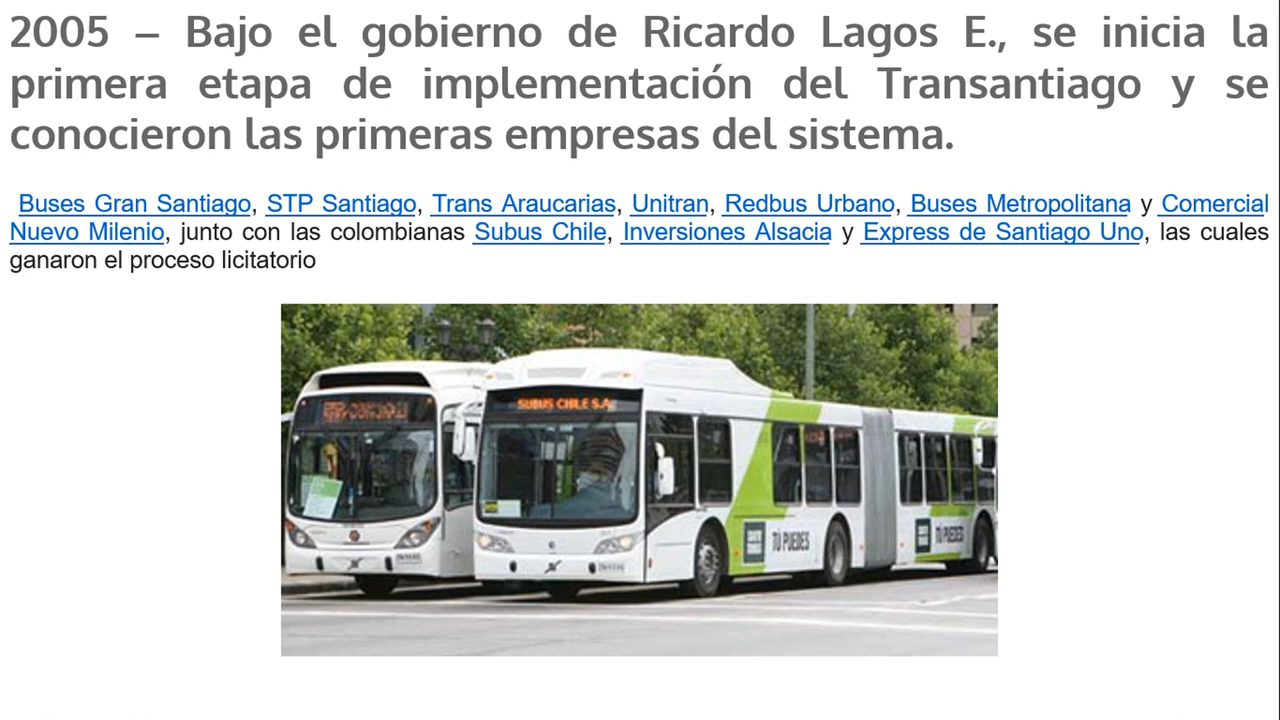 2005 – Bajo el gobierno de Ricardo Lagos E., se inicia la
primera etapa de implementación del Transantiago y se
conocieron las primeras empresas del sistema.
Buses Gran Santiago, STP Santiago, Trans Araucarias, Unitran, Redbus Urbano, Buses Metropolitana y Comercial
Nuevo Milenio, junto con las colombianas Subus Chile, Inversiones Alsacia y Express de Santiago Uno, las cuales
ganaron el proceso licitatorio
SUBUS CHILE S.A.
TÚ PUEDES
TÚ PUEDES